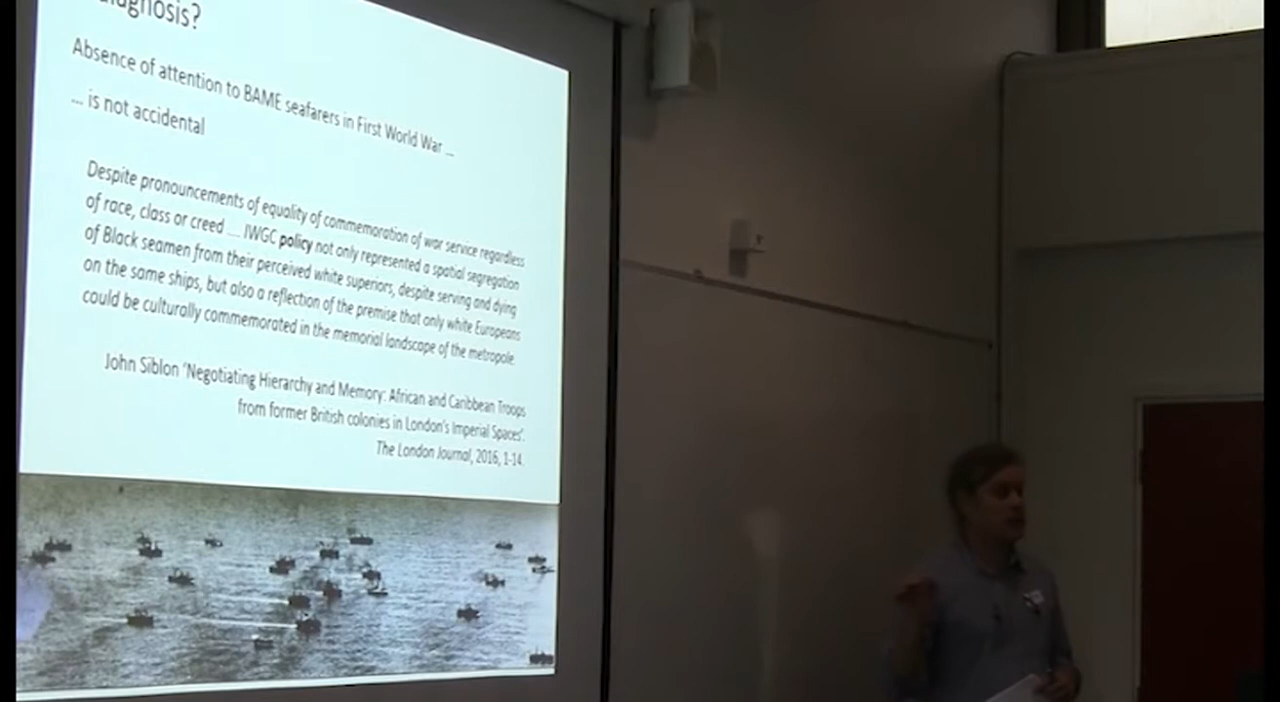 diagnosis?
Absence of attention to BAME seafarers in First World War ...
... is not accidental
Despite pronouncements of equality of commemoration of war service regardless
of race, class or creed ... IWGC policy not only represented a spatial segregation
of Black seamen from their perceived white superiors, despite serving and dying
on the same ships, but also a reflection of the premise that only white Europeans
could be culturally commemorated in the memorial landscape of the metropole.
John Siblon 'Negotiating Hierarchy and Memory: African and Caribbean Troops
from former British colonies in London's Imperial Spaces'.
The London Journal, 2016, 1-14.